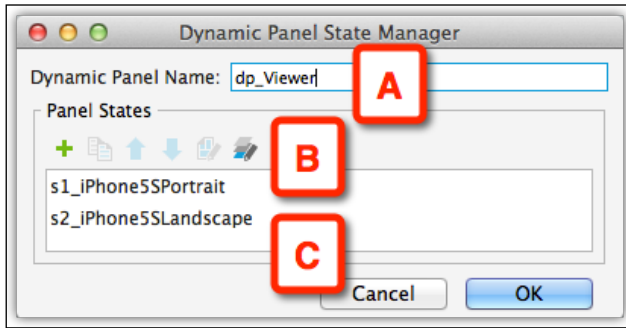 Dynamic Panel State Manager
Dynamic Panel Name: dp_Viewer
A
Panel States
B
s1_iPhone5SPortrait
s2_iPhone5SLandscape
C
Cancel OK